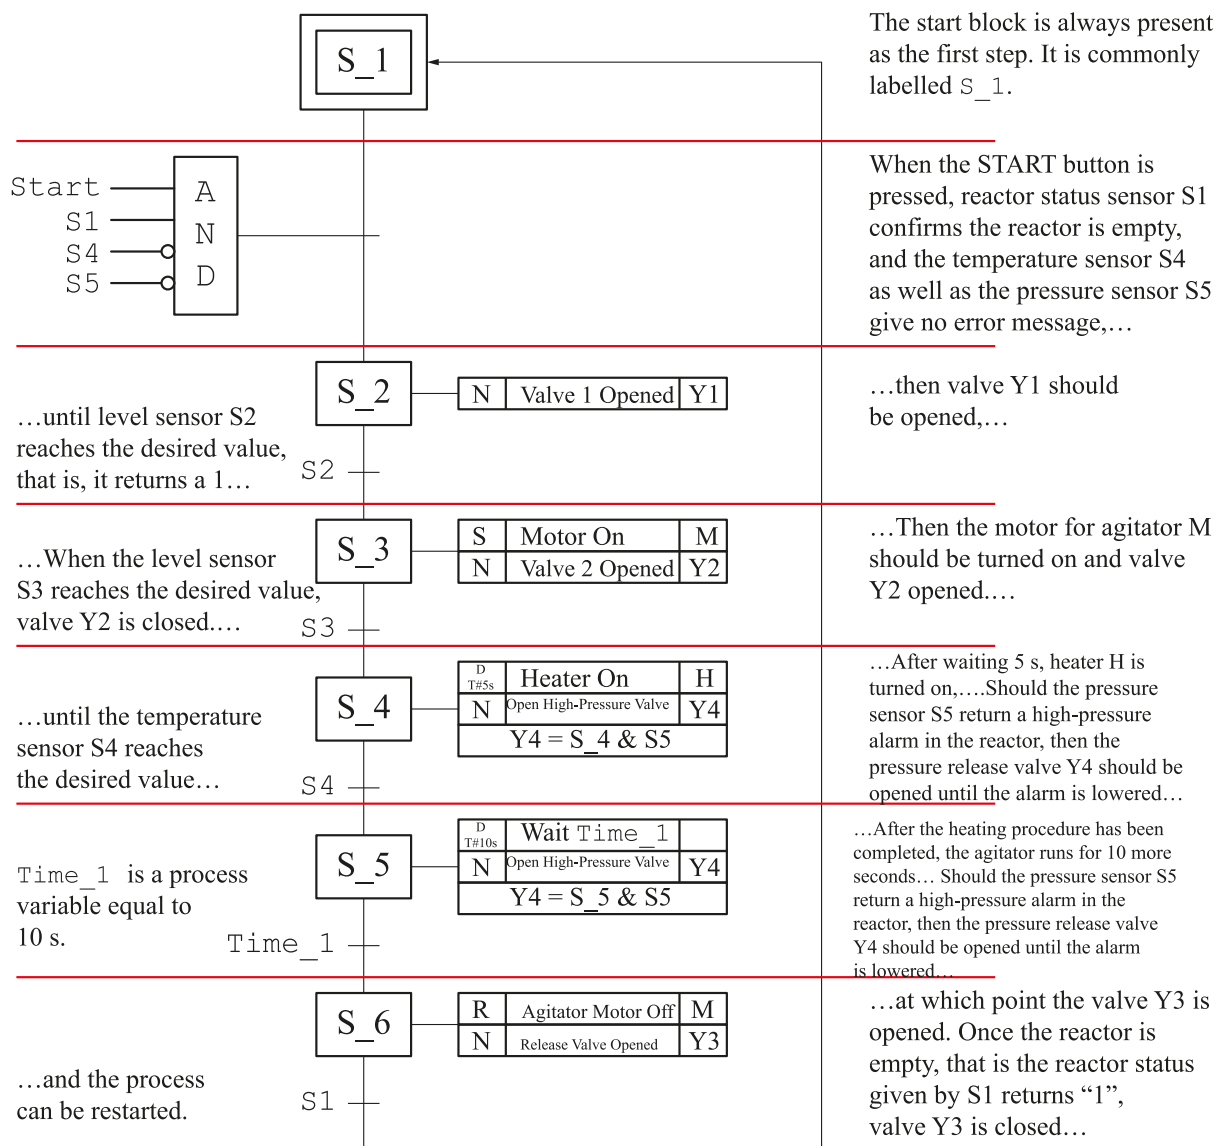 S_1
The start block is always present
as the first step. It is commonly
labelled S_1.
Start
S1
S4
S5
A
N
D
When the START button is
pressed, reactor status sensor S1
confirms the reactor is empty,
and the temperature sensor S4
as well as the pressure sensor S5
give no error message,…
S_2
N Valve 1 Opened Y1
…then valve Y1 should
be opened,…
…until level sensor S2
reaches the desired value,
that is, it returns a 1…
S2
S_3
S Motor On M
N Valve 2 Opened Y2
…Then the motor for agitator M
should be turned on and valve
Y2 opened.…
…When the level sensor
S3 reaches the desired value,
valve Y2 is closed.…
S3
S_4
D
T#5s
Heater On H
N Open High-Pressure Valve Y4
Y4 = S_4 & S5
…After waiting 5 s, heater H is
turned on,….Should the pressure
sensor S5 return a high-pressure
alarm in the reactor, then the
pressure release valve Y4 should be
opened until the alarm is lowered…
…until the temperature
sensor S4 reaches
the desired value…
S4
S_5
D
T#10s
Wait Time_1
N Open High-Pressure Valve Y4
Y4 = S_5 & S5
…After the heating procedure has been
completed, the agitator runs for 10 more
seconds… Should the pressure sensor S5
return a high-pressure alarm in the
reactor, then the pressure release valve
Y4 should be opened until the alarm
is lowered…
Time_1 is a process
variable equal to
10 s.
Time_1
S_6
R Agitator Motor Off M
N Release Valve Opened Y3
…at which point the valve Y3 is
opened. Once the reactor is
empty, that is the reactor status
given by S1 returns “1”,
valve Y3 is closed…
…and the process
can be restarted.
S1